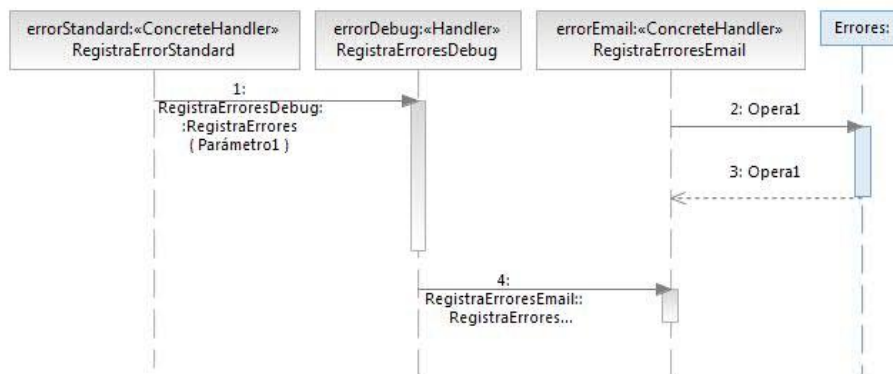 errorStandard:«ConcreteHandler»
RegistraErrorStandard
errorDebug:«Handler»
RegistraErroresDebug
errorEmail:«ConcreteHandler»
RegistraErroresEmail
Errores:
1:
RegistraErroresDebug:
:RegistraErrores
( Parámetro1 )
2: Opera1
3: Opera1
4:
RegistraErroresEmail::
RegistraErrores...